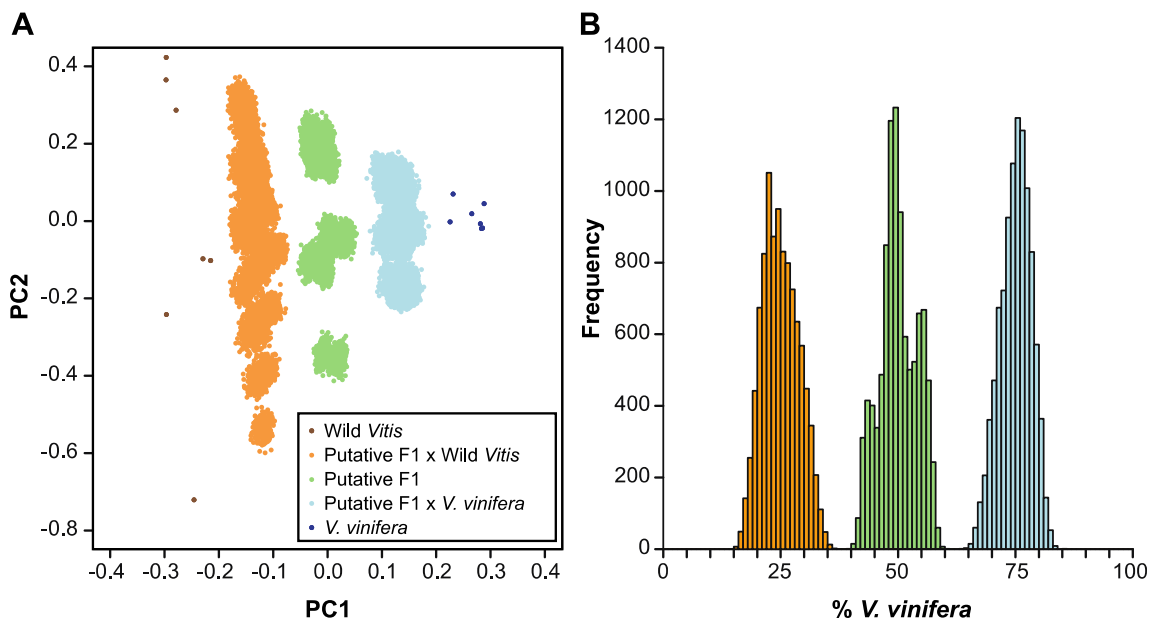 A
PC2
0.4
0.2
0.0
-0.2
-0.4
-0.6
-0.8
-0.4 -0.3 -0.2 -0.1 0.0 0.1 0.2 0.3 0.4
PC1
Wild Vitis
Putative F1 x Wild Vitis
Putative F1
Putative F1 x V. vinifera
V. vinifera
B
Frequency
1400
1200
1000
800
600
400
200
0
0 25 50 75 100
% V. vinifera